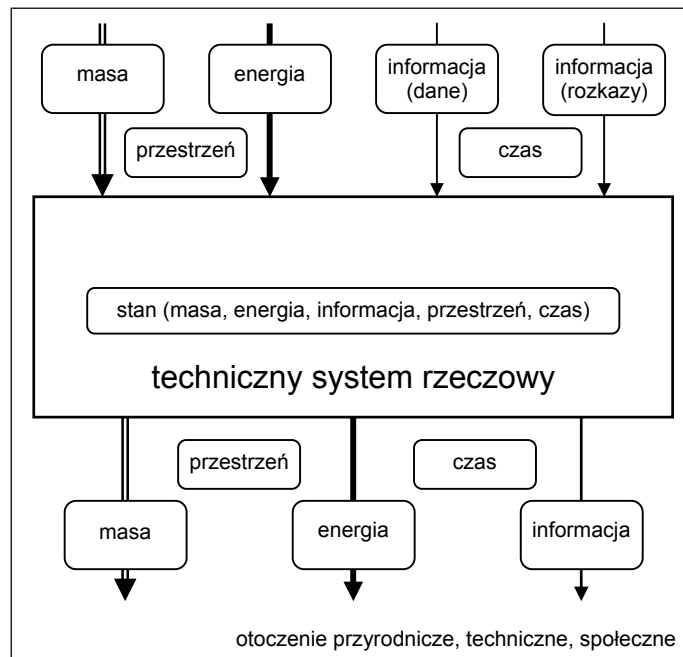 masa
energia
informacja
(dane)
informacja
(rozkazy)
przestrzeń
czas
stan (masa, energia, informacja, przestrzeń, czas)
techniczny system rzeczowy
przestrzeń
czas
masa
energia
informacja
otoczenie przyrodnicze, techniczne, społeczne